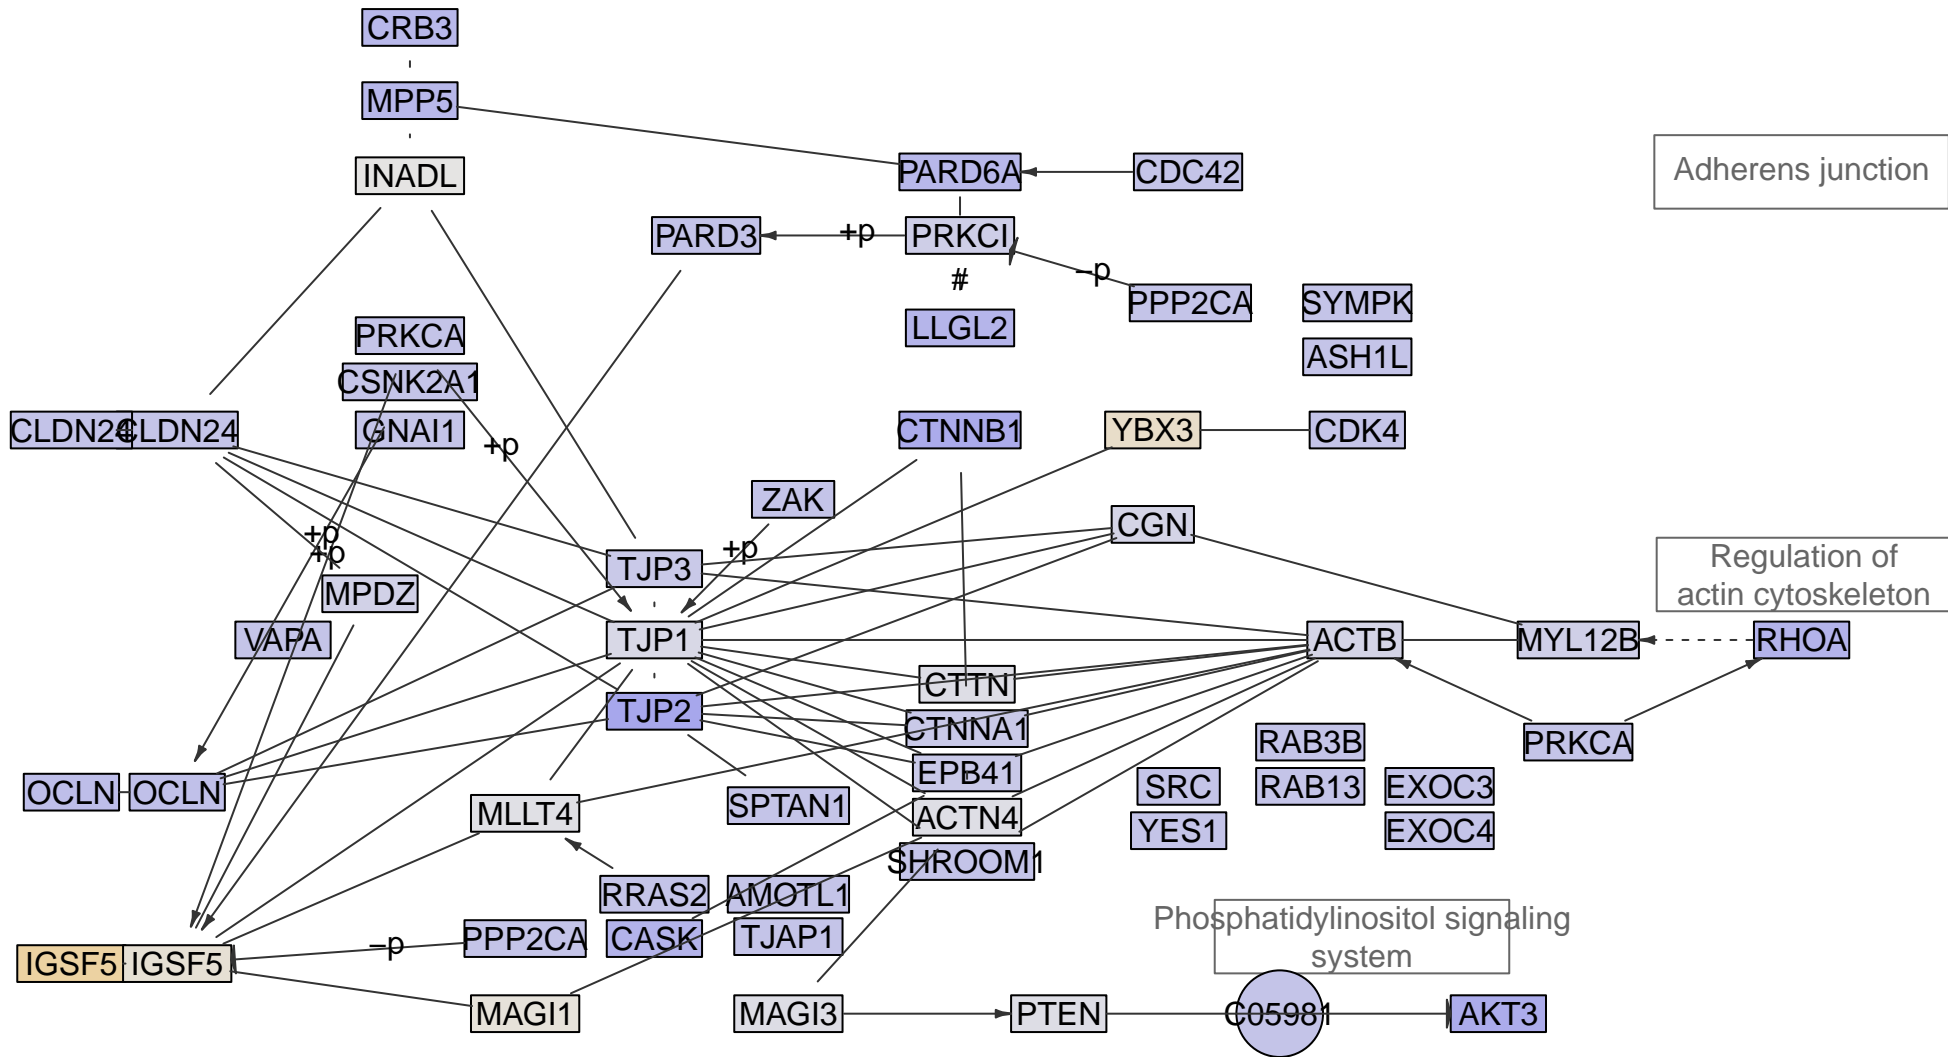 CRB3
MPP5
INADL
PARD6A
CDC42
Adherens junction
PARD3
+p
PRKCI
−p
#
PPP2CA
SYMPK
PRKCA
LLGL2
ASH1L
CSNK2A1
CLDN24
CLDN24
GNAI1
+p
CTNNB1
YBX3
CDK4
ZAK
CGN
+p
+p
+p
TJP3
Regulation of
actin cytoskeleton
MPDZ
VAPA
TJP1
ACTB
MYL12B
RHOA
CTTN
TJP2
CTNNA1
RAB3B
PRKCA
EPB41
OCLN
OCLN
SRC
RAB13
EXOC3
MLLT4
SPTAN1
ACTN4
YES1
EXOC4
SHROOM1
RRAS2
AMOTL1
Phosphatidylinositol signaling
system
−p
PPP2CA
CASK
TJAP1
IGSF5
IGSF5
MAGI1
MAGI3
PTEN
C05981
AKT3